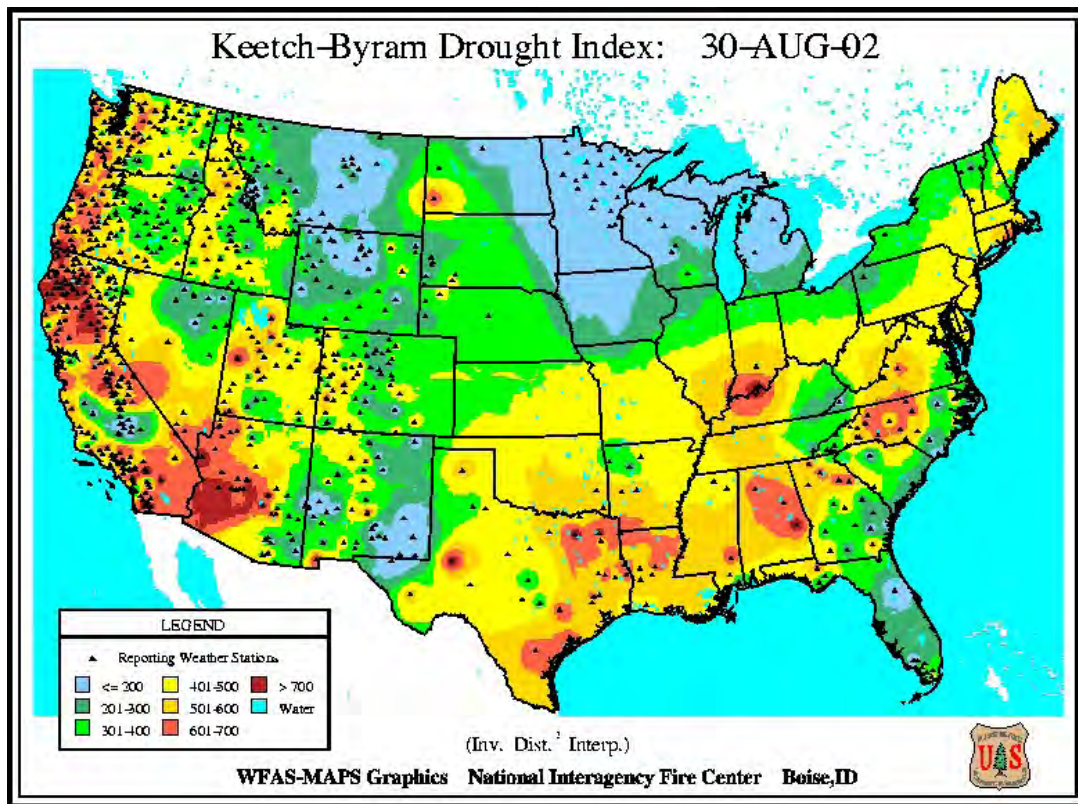 Keetch-Byram Drought Index: 30-AUG-02
LEGEND
Reporting Weather Stations
<= 200
401-500
> 700
201-300
501-600
Water
301-400
601-700
(Inv. Dist.² Interp.)
WFAS-MAPS Graphics National Interagency Fire Center Boise,ID
US